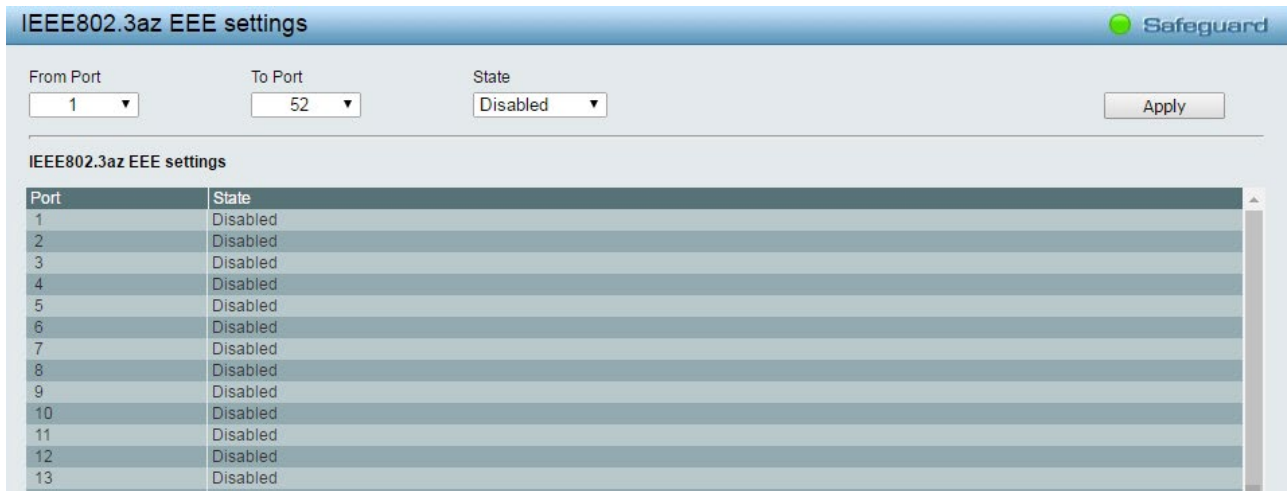 IEEE802.3az EEE settings
Safeguard
From Port To Port State
1 52 Disabled Apply
IEEE802.3az EEE settings
Port State
1 Disabled
2 Disabled
3 Disabled
4 Disabled
5 Disabled
6 Disabled
7 Disabled
8 Disabled
9 Disabled
10 Disabled
11 Disabled
12 Disabled
13 Disabled